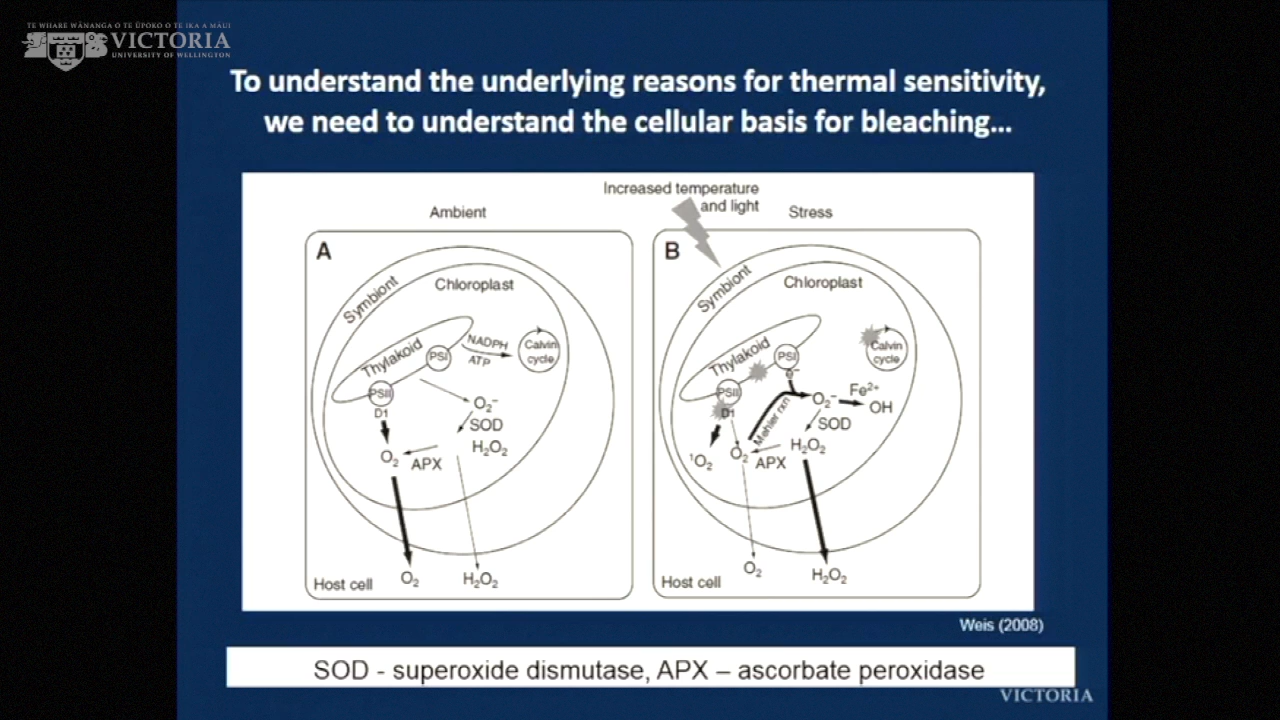 TE WHARE WĀNANGA O TE ŪPOKO O TE IKA A MĀUI
VICTORIA
UNIVERSITY OF WELLINGTON
To understand the underlying reasons for thermal sensitivity,
we need to understand the cellular basis for bleaching...
Increased temperature
and light
Ambient
Stress
A
Symbiont
Chloroplast
Thylakoid
PSI
NADPH
ATP
Calvin
cycle
PSII
D1
O₂⁻
SOD
H₂O₂
O₂
APX
Host cell
O₂
H₂O₂
B
Symbiont
Chloroplast
Thylakoid
PSI
e⁻
Calvin
cycle
PSII
D1
Mehler rxn
O₂⁻
Fe²⁺
OH
SOD
H₂O₂
¹O₂
O₂
APX
Host cell
O₂
H₂O₂
Weis (2008)
SOD - superoxide dismutase, APX – ascorbate peroxidase
VICTORIA